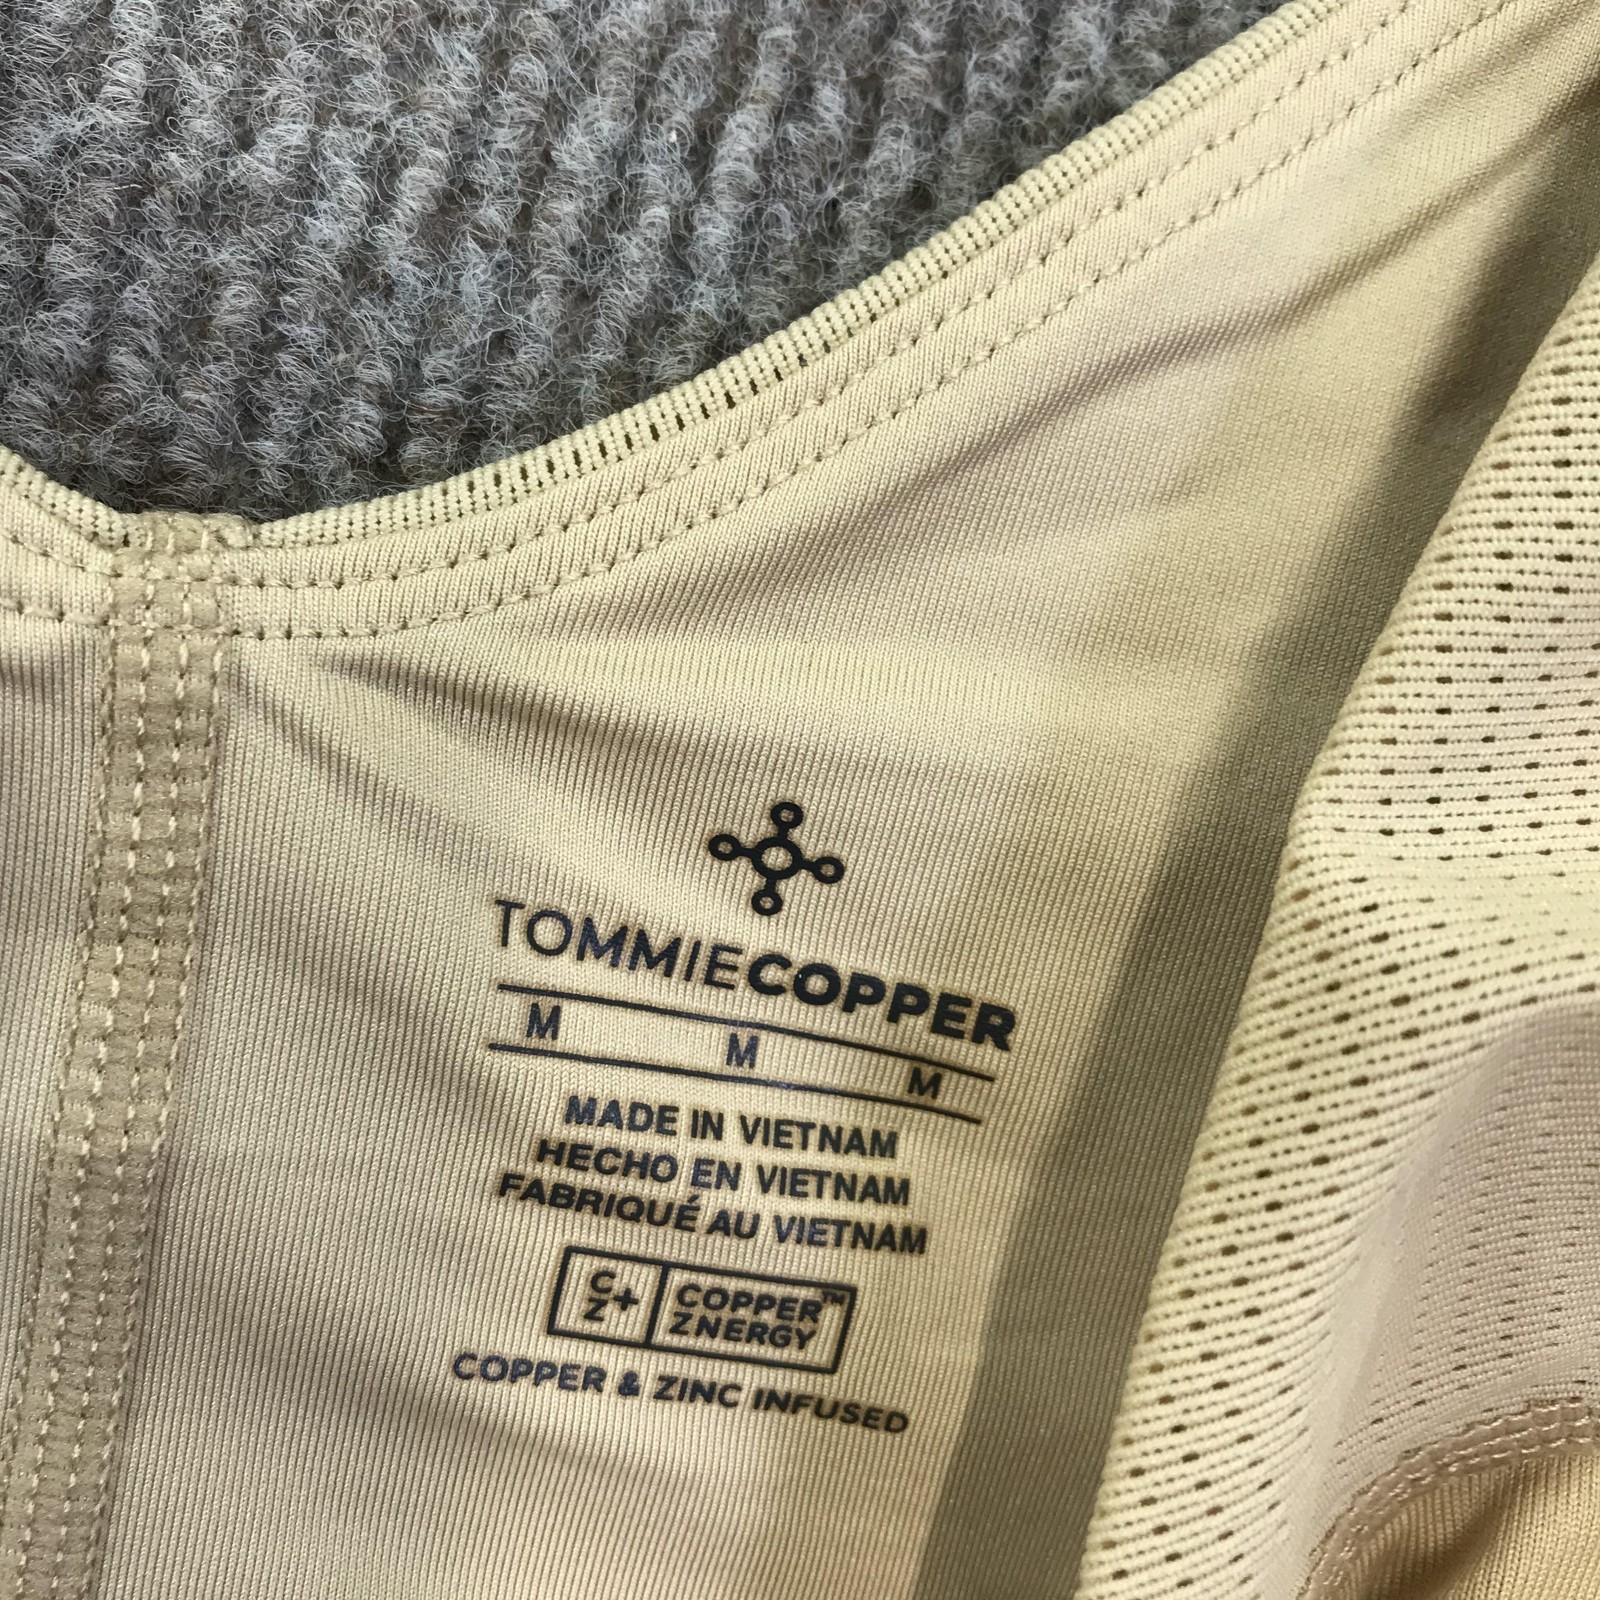 TOMMIECOPPER
M M M
MADE IN VIETNAM
HECHO EN VIETNAM
FABRIQUÉ AU VIETNAM
C
Z+
COPPER™
ZNERGY
COPPER & ZINC INFUSED